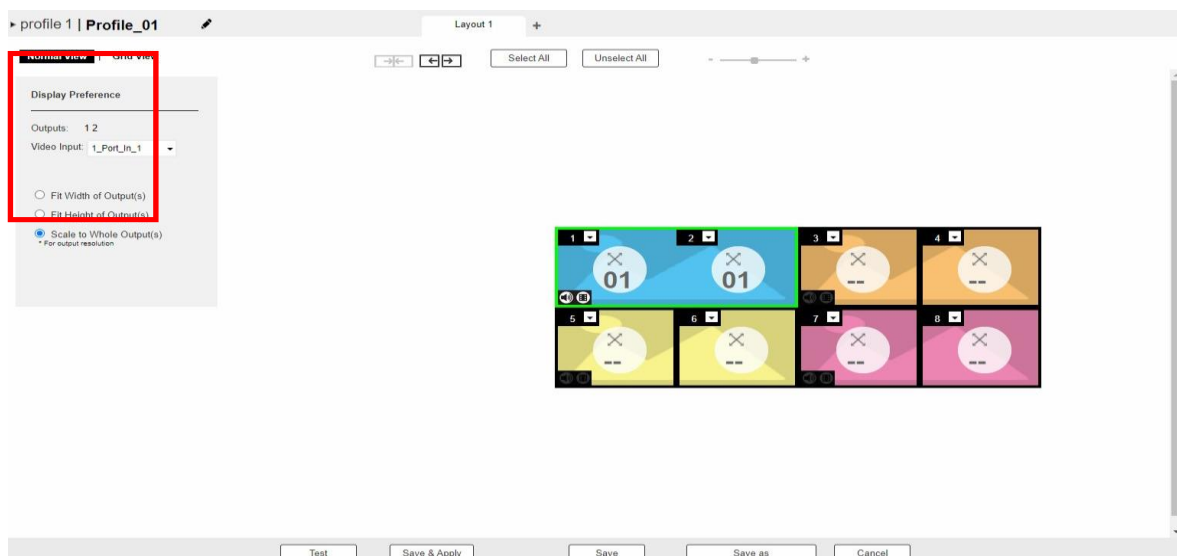 profile 1 | Profile_01
Layout 1 +
Normal View | Grid View
Select All Unselect All - +
Display Preference
Outputs: 1 2
Video Input: 1_Port_In_1
Fit Width of Output(s)
Fit Height of Output(s)
Scale to Whole Output(s)
* For output resolution
1 2 3 4
01 01 -- --
5 6 7 8
-- -- -- --
Test Save & Apply Save Save as Cancel